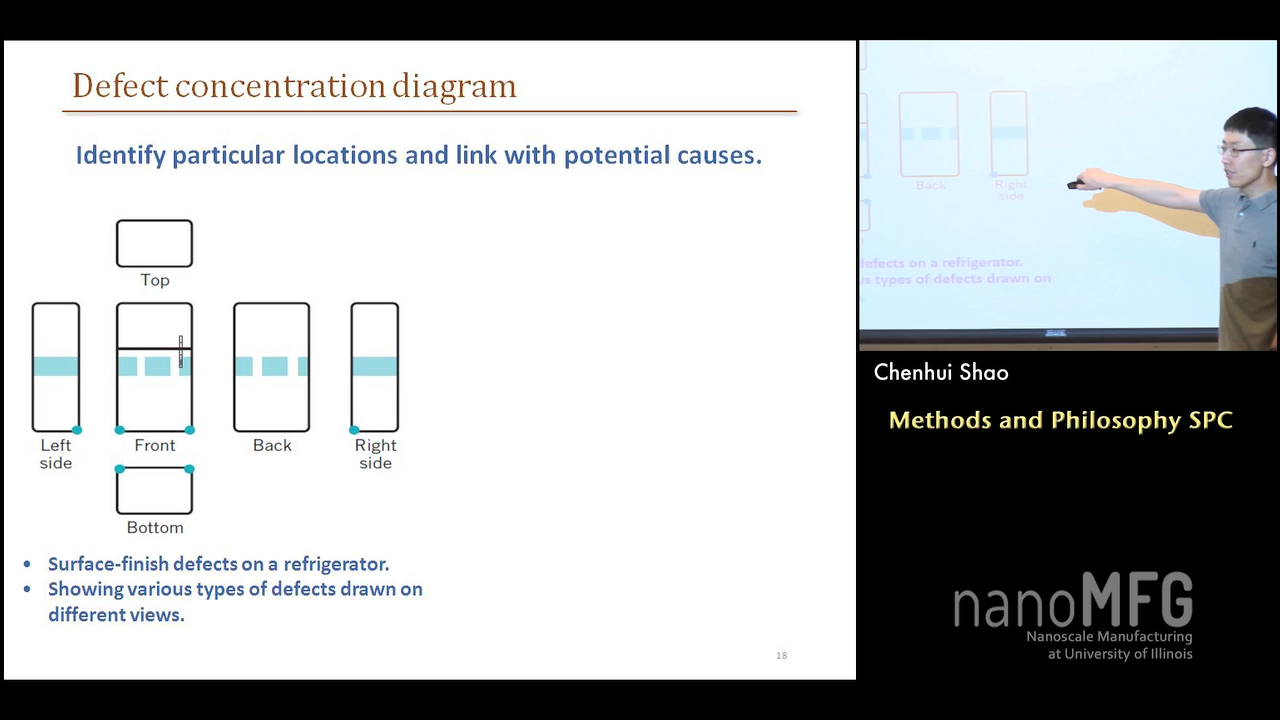 Defect concentration diagram
Identify particular locations and link with potential causes.
Top
Left
side
Front
Back
Right
side
Bottom
• Surface-finish defects on a refrigerator.
• Showing various types of defects drawn on
different views.
18
Back
Right
side
defects on a refrigerator.
us types of defects drawn on
Chenhui Shao
Methods and Philosophy SPC
nanoMFG
Nanoscale Manufacturing
at University of Illinois